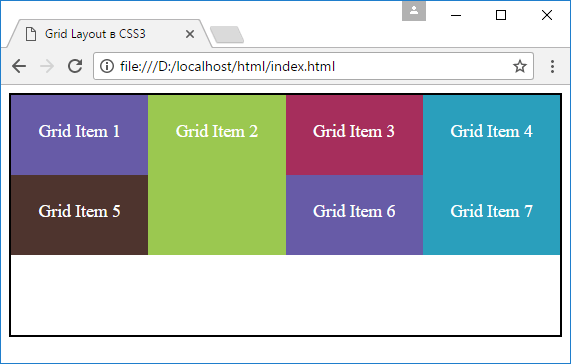 Grid Layout в CSS3
file:///D:/localhost/html/index.html
Grid Item 1
Grid Item 2
Grid Item 3
Grid Item 4
Grid Item 5
Grid Item 6
Grid Item 7